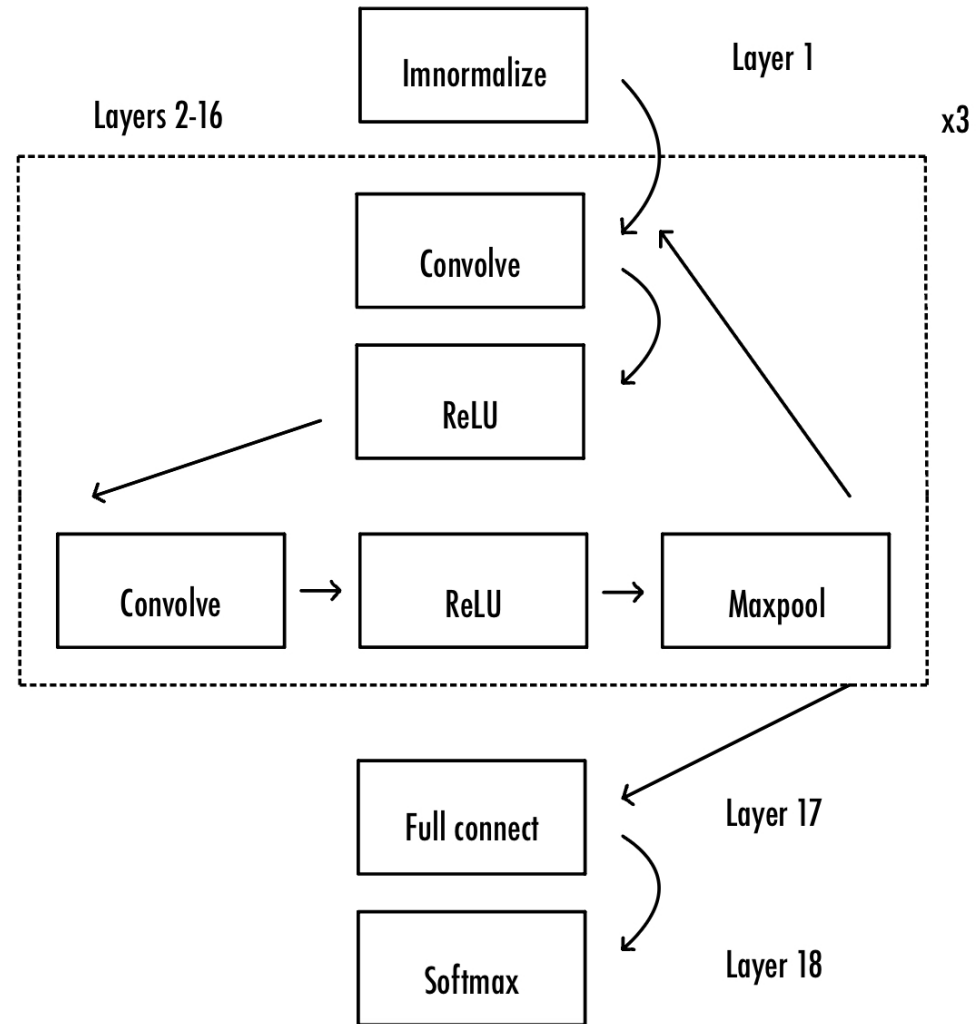 Imnormalize
Layer 1
Layers 2-16
x3
Convolve
ReLU
Convolve
ReLU
Maxpool
Full connect
Layer 17
Softmax
Layer 18